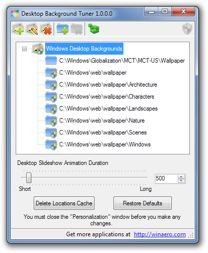 Desktop Background Tuner 1.0.0.0
Windows Desktop Backgrounds
C:\Windows\Globalization\MCT\MCT-US\Wallpaper
C:\Windows\web\wallpaper
C:\Windows\web\wallpaper\Architecture
C:\Windows\web\wallpaper\Characters
C:\Windows\web\wallpaper\Landscapes
C:\Windows\web\wallpaper\Nature
C:\Windows\web\wallpaper\Scenes
C:\Windows\web\wallpaper\Windows
Desktop Slideshow Animation Duration
500
Short Long
Delete Locations Cache Restore Defaults
You must close the "Personalization" window before you make any
changes.
Get more applications at http://winaero.com